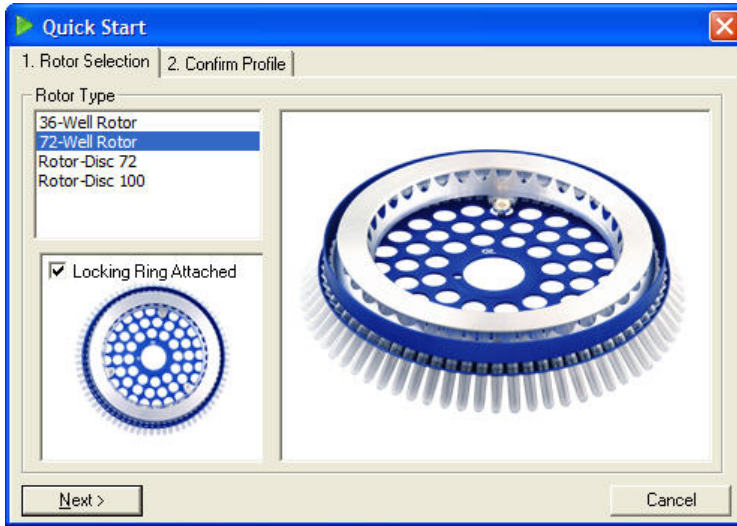 Quick Start
1. Rotor Selection
2. Confirm Profile
Rotor Type
36-Well Rotor
72-Well Rotor
Rotor-Disc 72
Rotor-Disc 100
Locking Ring Attached
Next >
Cancel